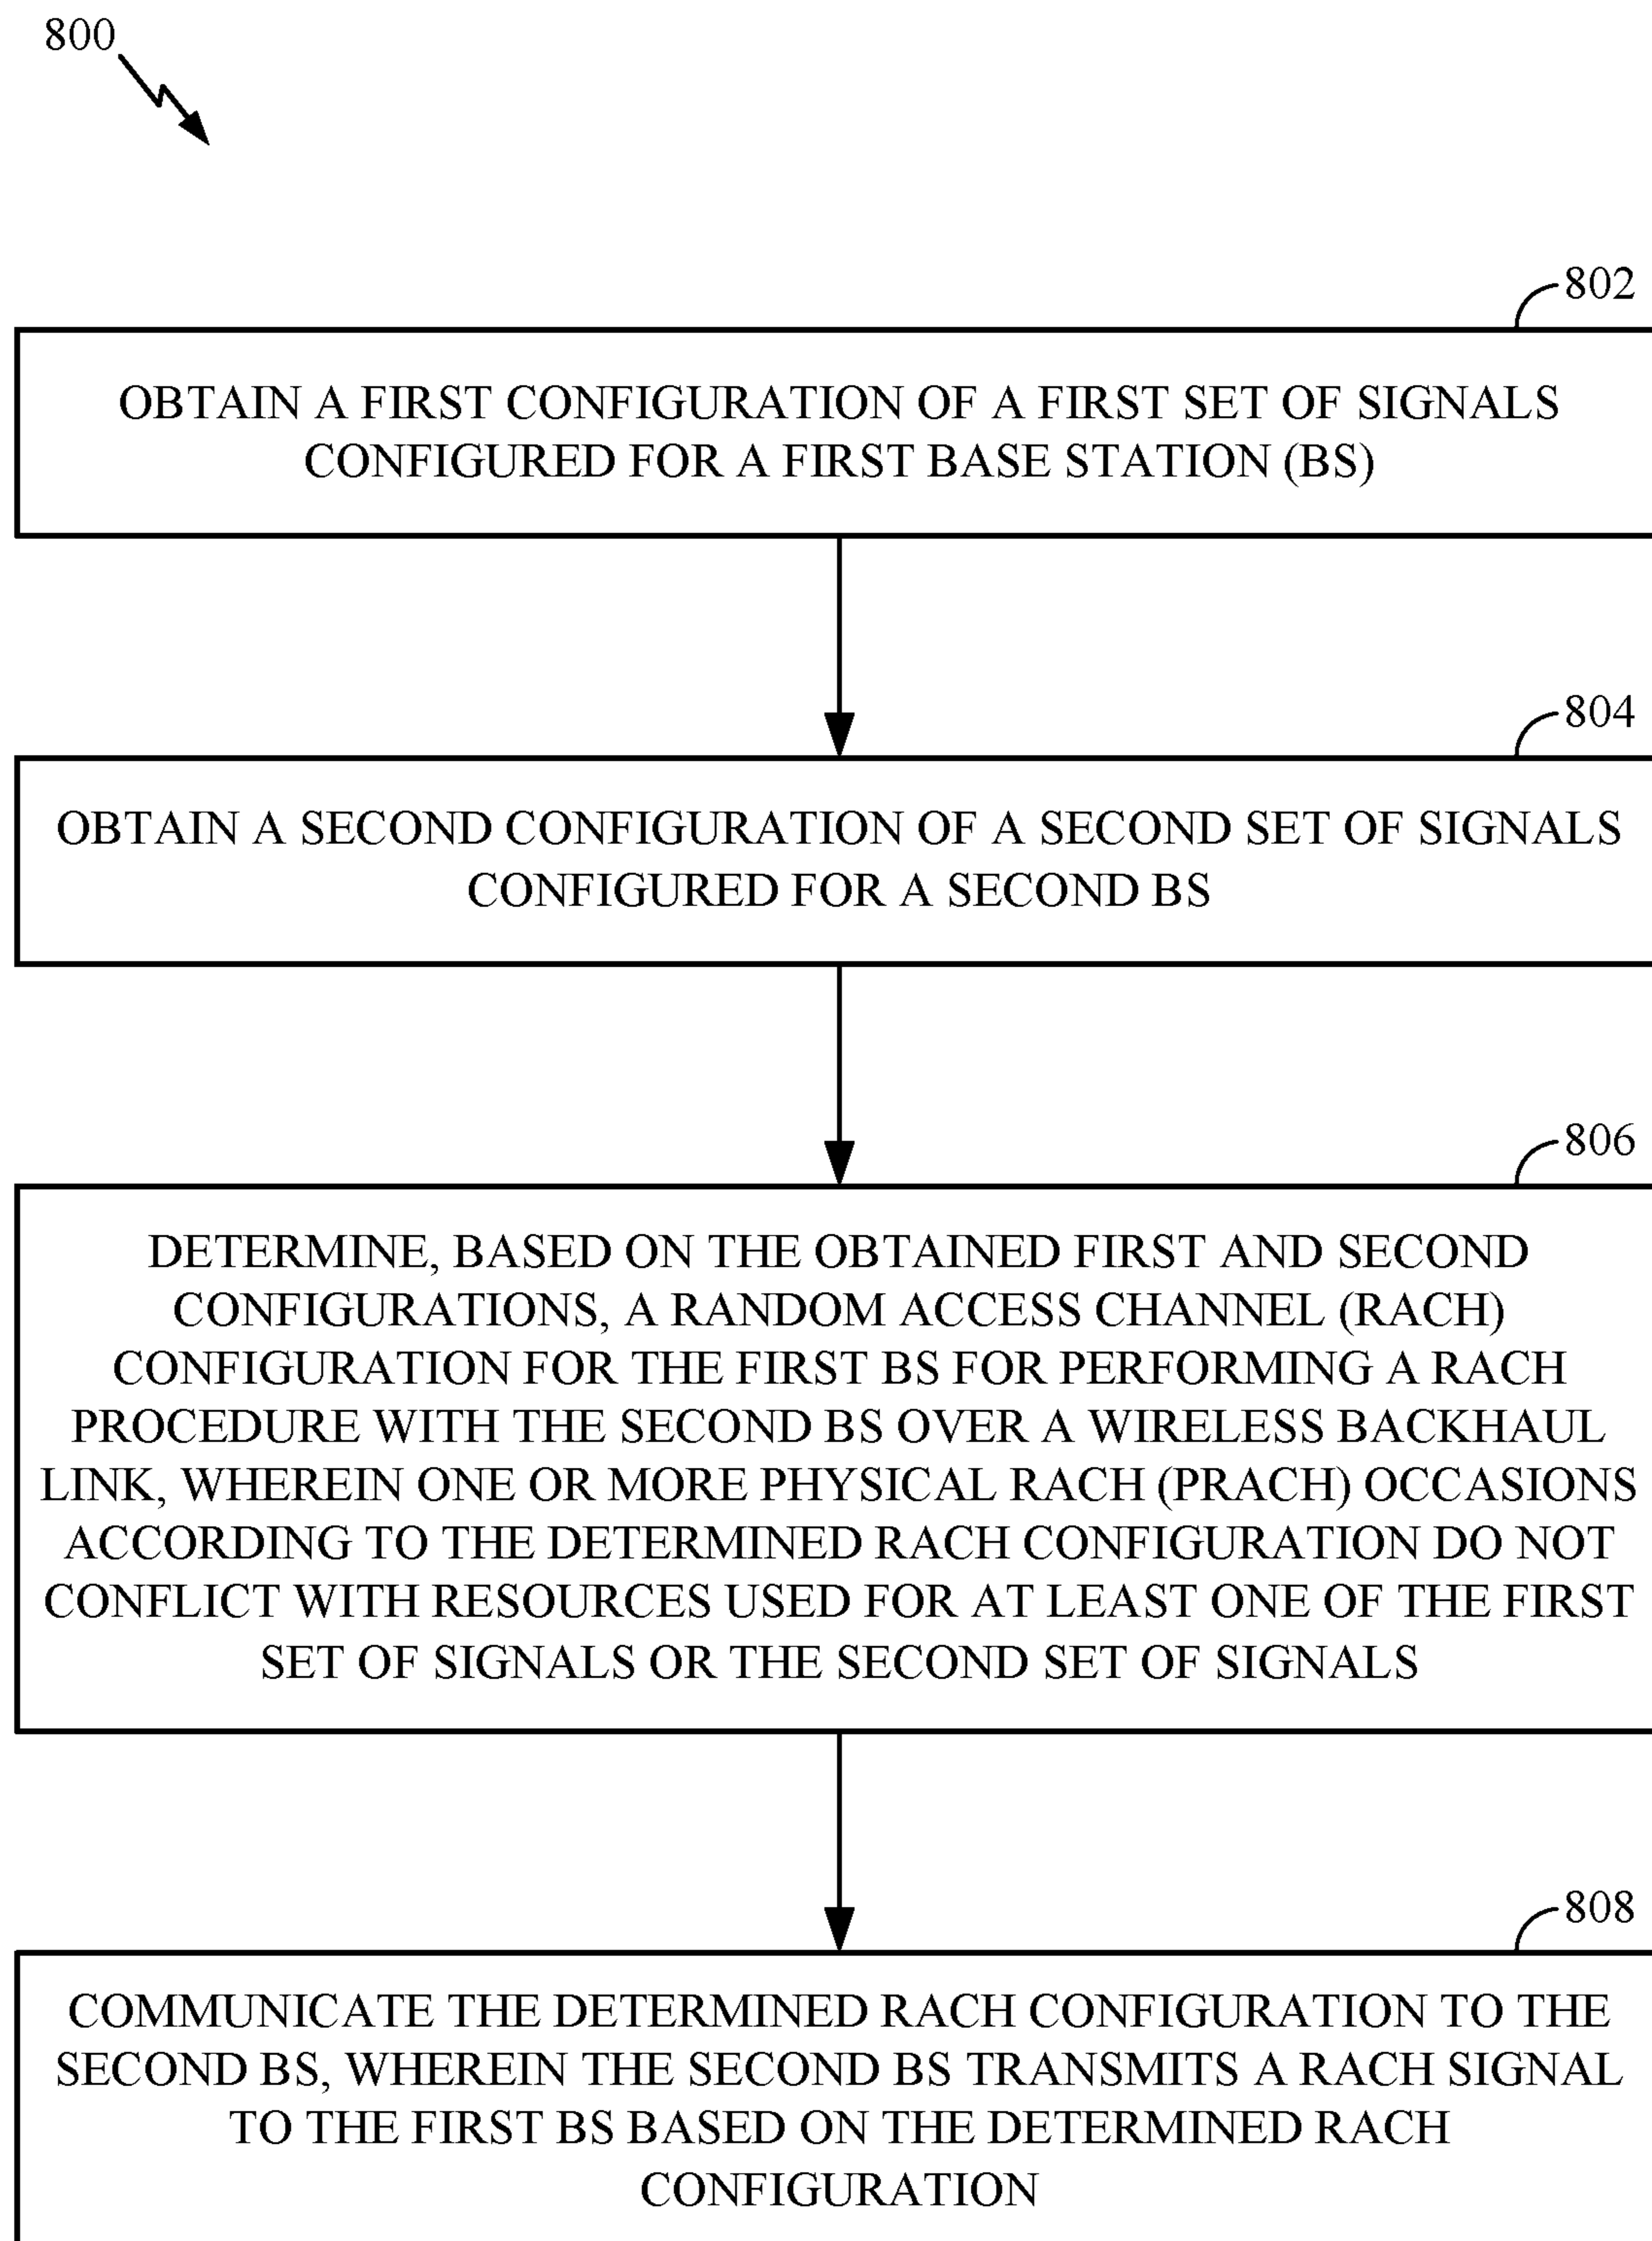 800
802
OBTAIN A FIRST CONFIGURATION OF A FIRST SET OF SIGNALS
CONFIGURED FOR A FIRST BASE STATION (BS)
804
OBTAIN A SECOND CONFIGURATION OF A SECOND SET OF SIGNALS
CONFIGURED FOR A SECOND BS
806
DETERMINE, BASED ON THE OBTAINED FIRST AND SECOND
CONFIGURATIONS, A RANDOM ACCESS CHANNEL (RACH)
CONFIGURATION FOR THE FIRST BS FOR PERFORMING A RACH
PROCEDURE WITH THE SECOND BS OVER A WIRELESS BACKHAUL
LINK, WHEREIN ONE OR MORE PHYSICAL RACH (PRACH) OCCASIONS
ACCORDING TO THE DETERMINED RACH CONFIGURATION DO NOT
CONFLICT WITH RESOURCES USED FOR AT LEAST ONE OF THE FIRST
SET OF SIGNALS OR THE SECOND SET OF SIGNALS
808
COMMUNICATE THE DETERMINED RACH CONFIGURATION TO THE
SECOND BS, WHEREIN THE SECOND BS TRANSMITS A RACH SIGNAL
TO THE FIRST BS BASED ON THE DETERMINED RACH
CONFIGURATION